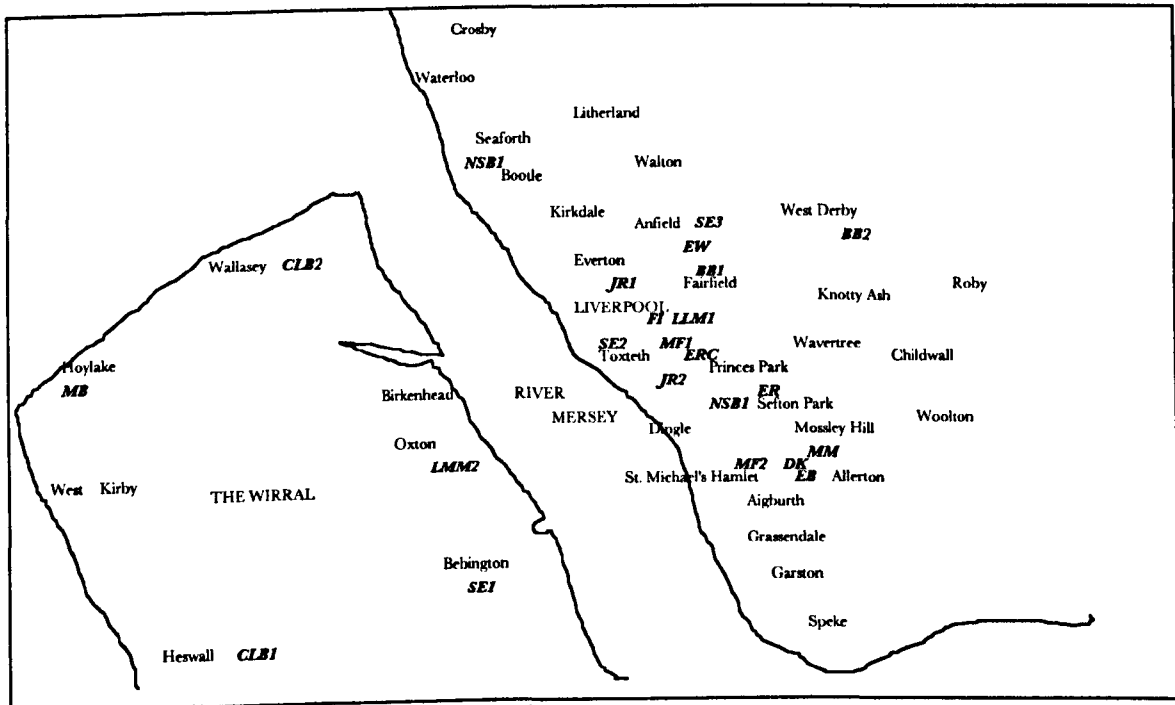 Crosby
Waterloo
Litherland
Seaforth
NSB1
Bootle
Walton
Kirkdale
Anfield SE3
West Derby
BB2
EW
Everton
BB1
Wallasey CLB2
JR1
Fairfield
Knotty Ash
Roby
LIVERPOOL
FI LLM1
SE2
MF1
Wavertree
Toxteth
ERC
Childwall
Hoylake
MB
Princes Park
JR2
ER
Birkenhead
RIVER
MERSEY
NSB1 Sefton Park
Woolton
Dingle
Mossley Hill
Oxton
LMM2
MM
MF2 DK
St. Michael's Hamlet
EB Allerton
West Kirby
THE WIRRAL
Aigburth
Grassendale
Bebington
SE1
Garston
Speke
Heswall CLB1